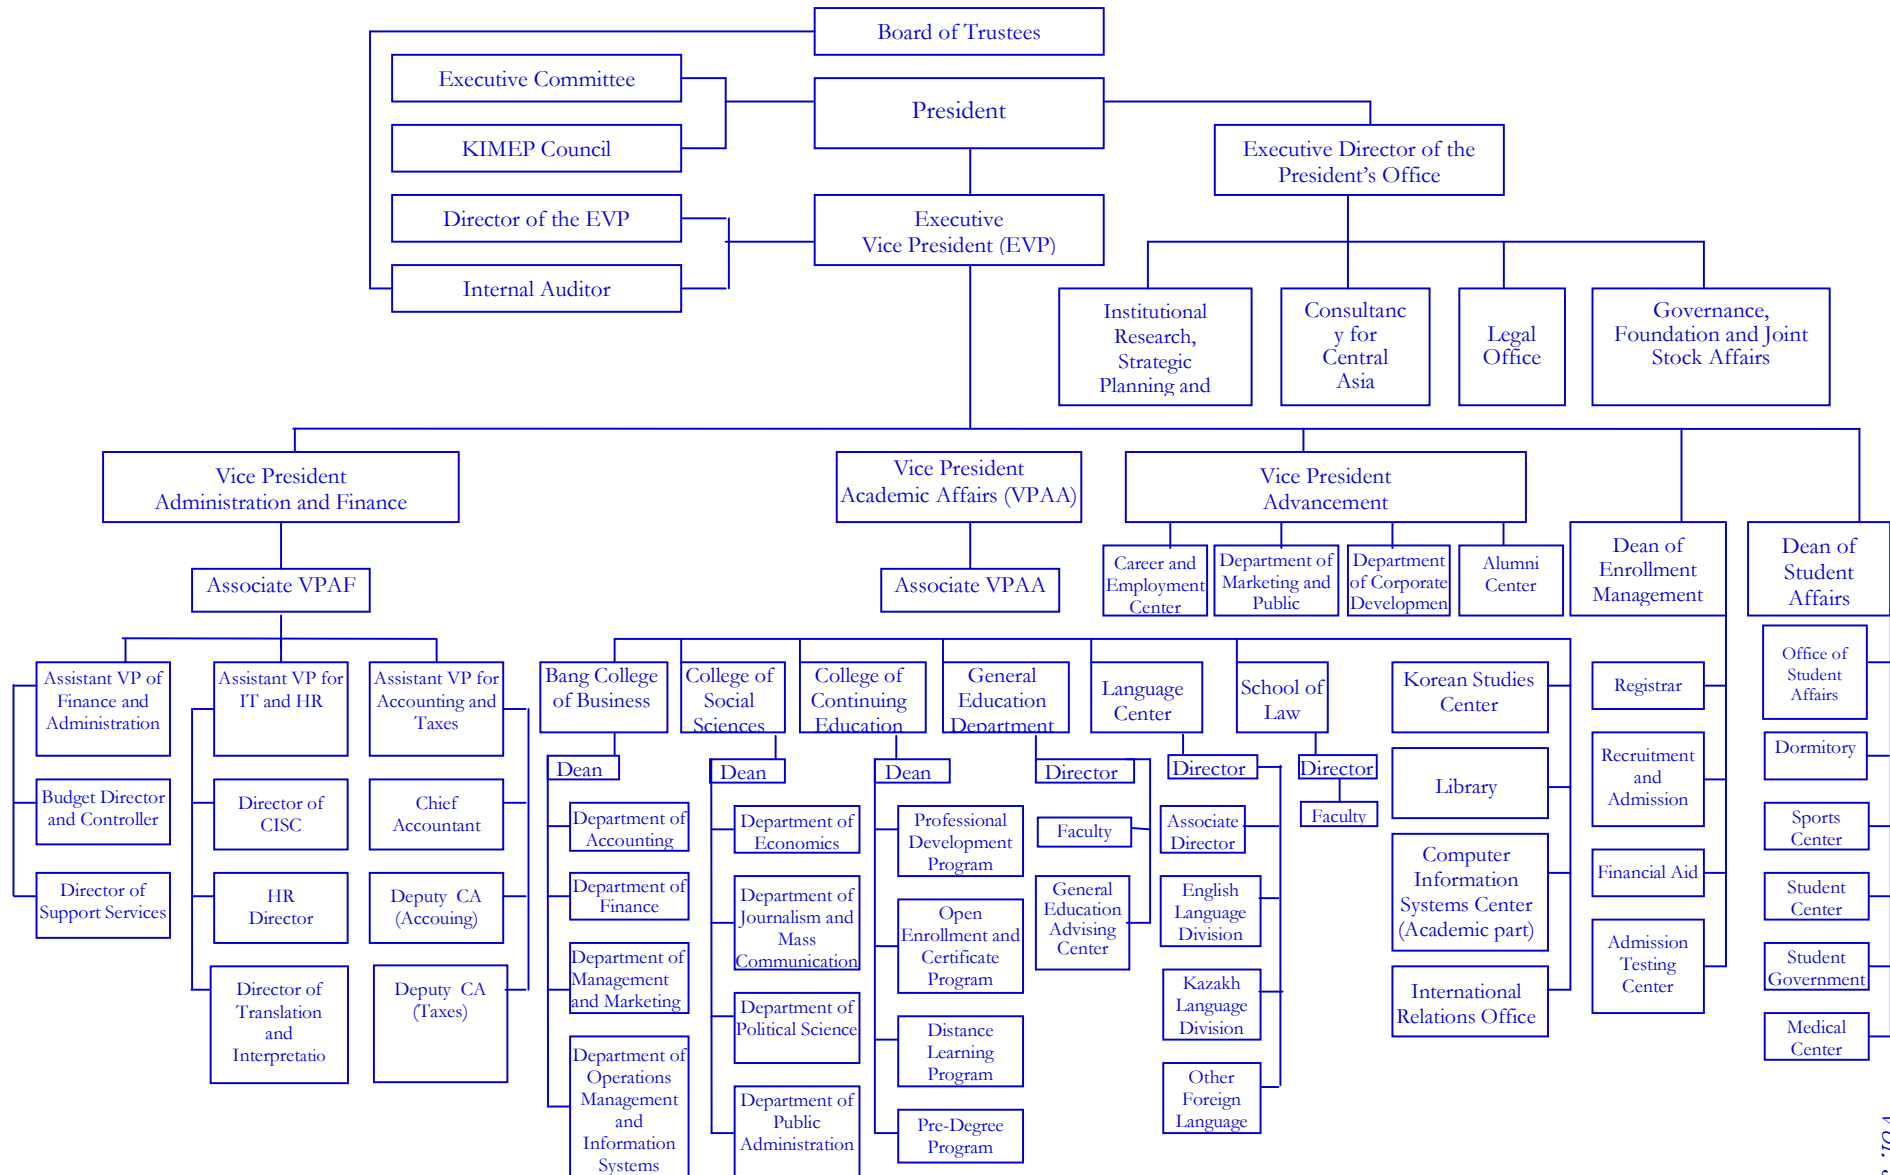 Board of Trustees
Executive Committee
President
KIMEP Council
Executive Director of the
President's Office
Director of the EVP
Executive
Vice President (EVP)
Internal Auditor
Institutional
Research,
Strategic
Planning and
Consultanc
y for
Central
Asia
Legal
Office
Governance,
Foundation and Joint
Stock Affairs
Vice President
Administration and Finance
Vice President
Academic Affairs (VPAA)
Vice President
Advancement
Associate VPAF
Associate VPAA
Career and
Employment
Center
Department of
Marketing and
Public
Department
of Corporate
Developmen
Alumni
Center
Dean of
Enrollment
Management
Dean of
Student
Affairs
Assistant VP of
Finance and
Administration
Assistant VP for
IT and HR
Assistant VP for
Accounting and
Taxes
Bang College
of Business
College of
Social
Sciences
College of
Continuing
Education
General
Education
Department
Language
Center
School of
Law
Korean Studies
Center
Registrar
Office of
Student
Affairs
Budget Director
and Controller
Director of
CISC
Chief
Accountant
Dean
Dean
Dean
Director
Director
Director
Library
Recruitment
and
Admission
Dormitory
Director of
Support Services
HR
Director
Deputy CA
(Accouing)
Director of
Translation
and
Interpretatio
Deputy CA
(Taxes)
Department of
Accounting
Department of
Finance
Department of
Management
and Marketing
Department of
Operations
Management
and
Information
Systems
Department of
Economics
Department of
Journalism and
Mass
Communication
Department of
Political Science
Department of
Public
Administration
Professional
Development
Program
Open
Enrollment and
Certificate
Program
Distance
Learning
Program
Pre-Degree
Program
Faculty
General
Education
Advising
Center
Associate
Director
English
Language
Division
Kazakh
Language
Division
Other
Foreign
Language
Faculty
Computer
Information
Systems Center
(Academic part)
International
Relations Office
Financial Aid
Admission
Testing
Center
Sports
Center
Student
Center
Student
Government
Medical
Center